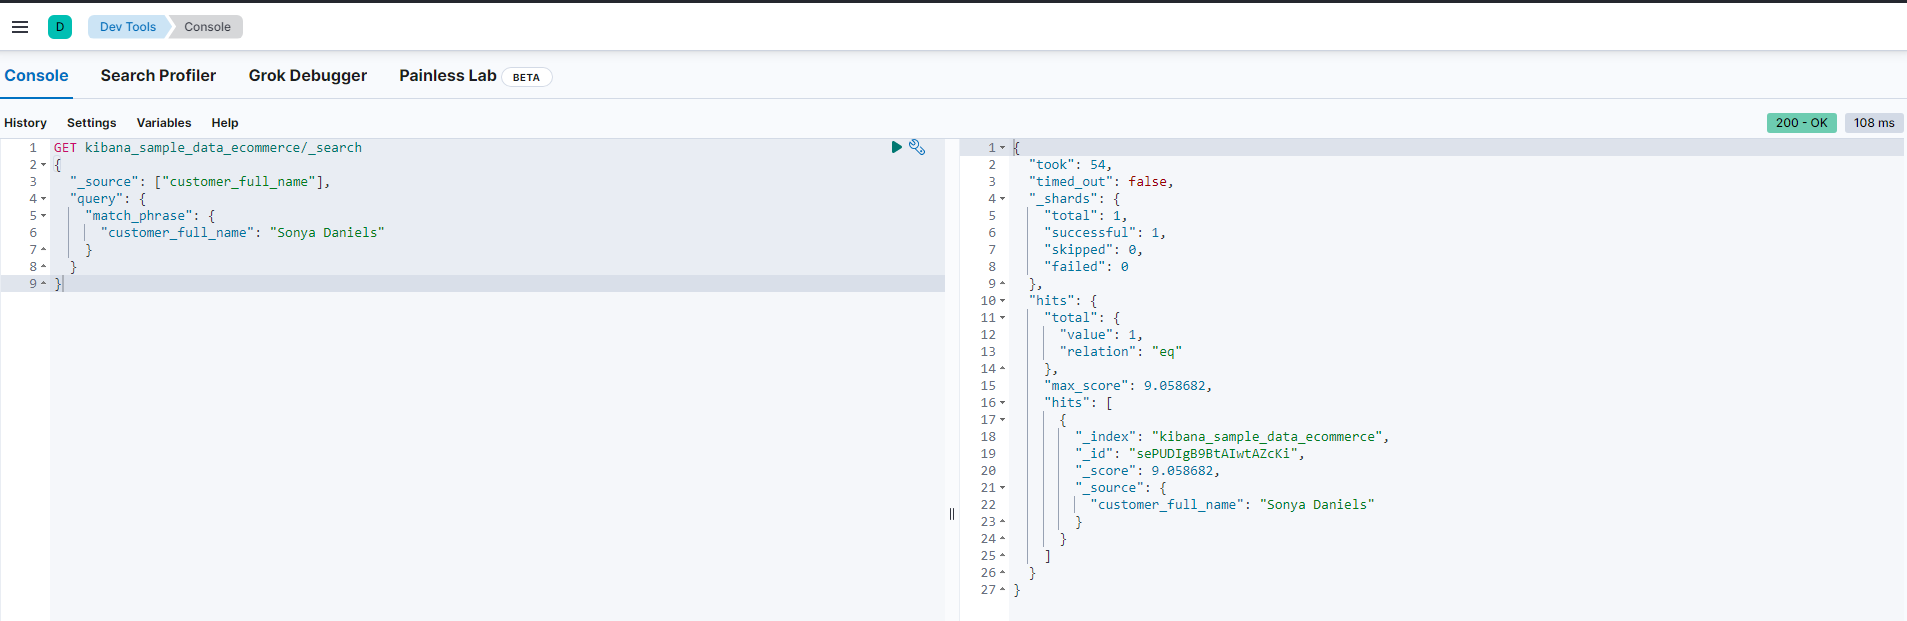 D Dev Tools Console
Console Search Profiler Grok Debugger Painless Lab BETA
History Settings Variables Help 200 - OK 108 ms
1 GET kibana_sample_data_ecommerce/_search
2 {
3 "_source": ["customer_full_name"],
4 "query": {
5 "match_phrase": {
6 "customer_full_name": "Sonya Daniels"
7 }
8 }
9 }
1 {
2 "took": 54,
3 "timed_out": false,
4 "_shards": {
5 "total": 1,
6 "successful": 1,
7 "skipped": 0,
8 "failed": 0
9 },
10 "hits": {
11 "total": {
12 "value": 1,
13 "relation": "eq"
14 },
15 "max_score": 9.058682,
16 "hits": [
17 {
18 "_index": "kibana_sample_data_ecommerce",
19 "_id": "sePUDIgB9BtAIwtAZcKi",
20 "_score": 9.058682,
21 "_source": {
22 "customer_full_name": "Sonya Daniels"
23 }
24 }
25 ]
26 }
27 }